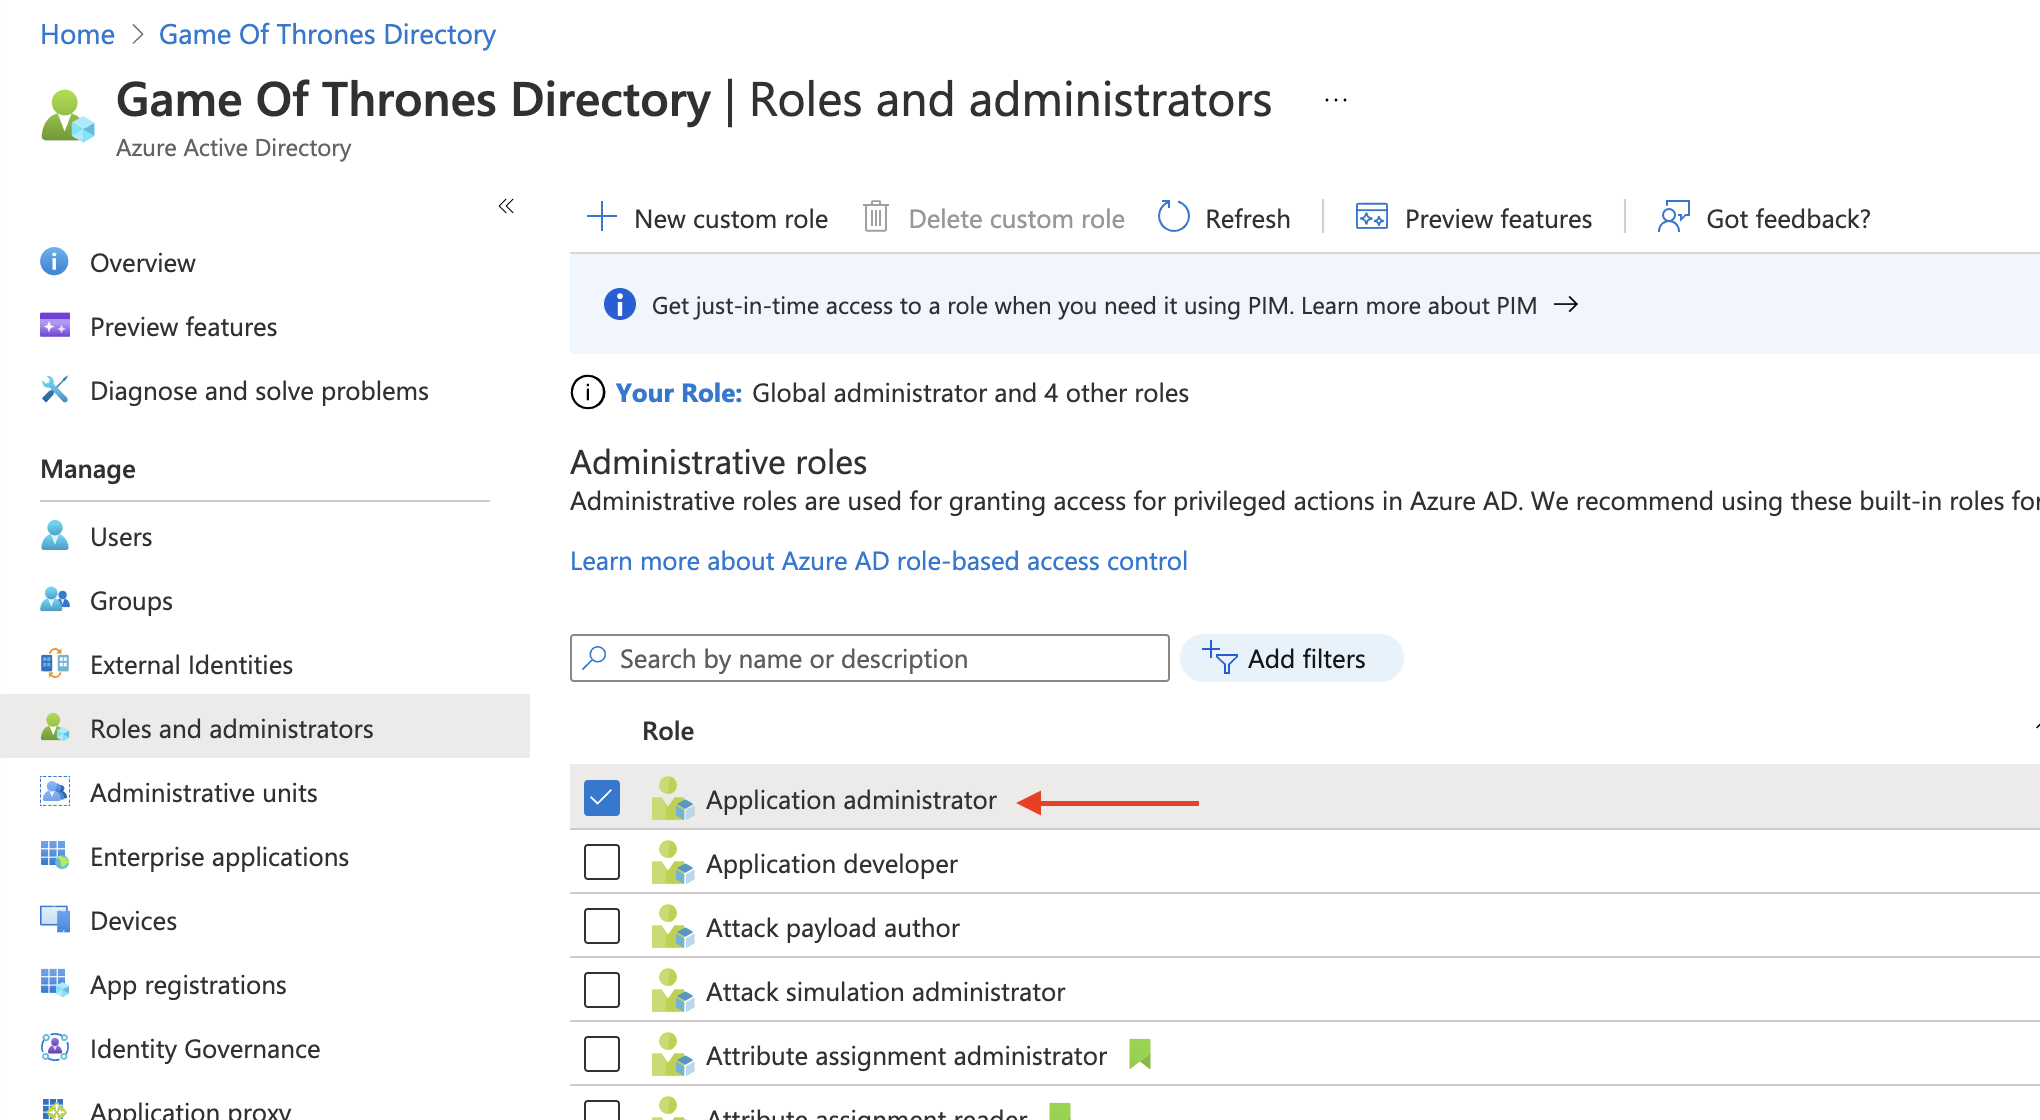 Home > Game Of Thrones Directory
Game Of Thrones Directory | Roles and administrators ...
Azure Active Directory
«
Overview
Preview features
Diagnose and solve problems
Manage
Users
Groups
External Identities
Roles and administrators
Administrative units
Enterprise applications
Devices
App registrations
Identity Governance
Application proxy
New custom role
Delete custom role
Refresh
Preview features
Got feedback?
Get just-in-time access to a role when you need it using PIM. Learn more about PIM →
Your Role: Global administrator and 4 other roles
Administrative roles
Administrative roles are used for granting access for privileged actions in Azure AD. We recommend using these built-in roles for
Learn more about Azure AD role-based access control
Search by name or description
Add filters
Role
Application administrator
Application developer
Attack payload author
Attack simulation administrator
Attribute assignment administrator
Attribute assignment reader